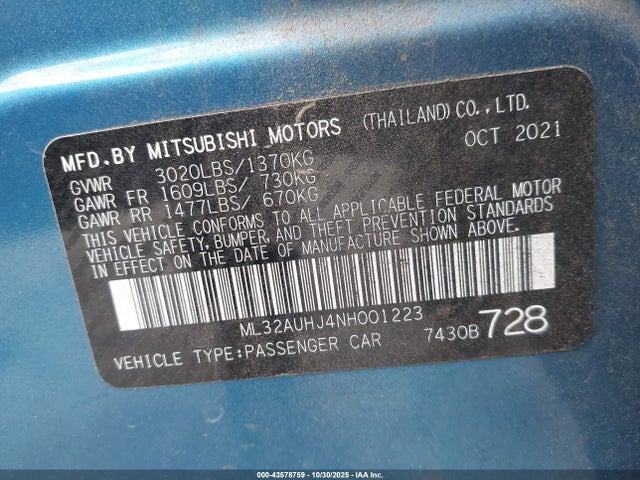 MFD. BY MITSUBISHI MOTORS (THAILAND) CO., LTD.
OCT 2021
GVWR 3020LBS/1370KG
GAWR FR 1609LBS/ 730KG
GAWR RR 1477LBS/ 670KG
THIS VEHICLE CONFORMS TO ALL APPLICABLE FEDERAL MOTOR
VEHICLE SAFETY, BUMPER, AND THEFT PREVENTION STANDARDS
IN EFFECT ON THE DATE OF MANUFACTURE SHOWN ABOVE.
ML32AUHJ4NH001223
VEHICLE TYPE:PASSENGER CAR 7430B 728
000-43578759 | 10/30/2025 | IAA Inc.